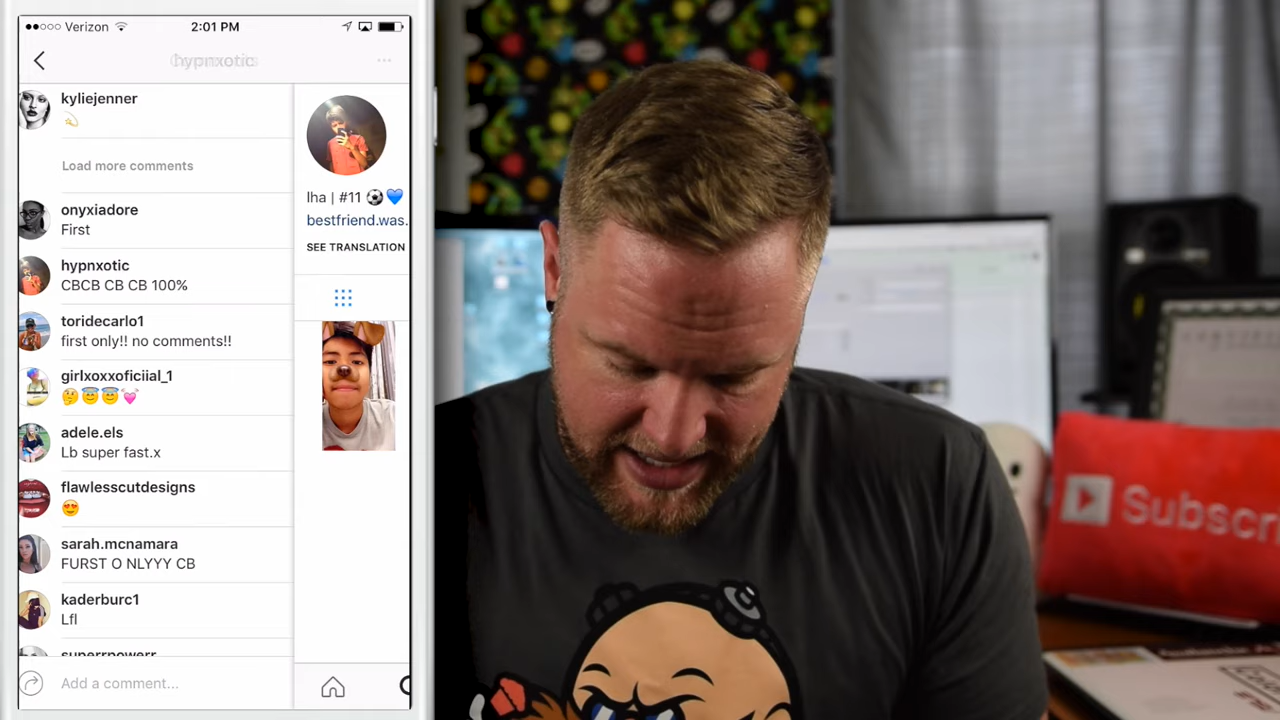 Verizon 2:01 PM
hypnxotic
kyliejenner
Load more comments
onyxiadore
First
hypnxotic
CBCB CB CB 100%
toridecarlo1
first only!! no comments!!
girlxoxxoficiial_1
adele.els
Lb super fast.x
flawlesscutdesigns
sarah.mcnamara
FURST O NLYYY CB
kaderburc1
Lfl
superrpowerr
Add a comment...
lha | #11
bestfriend.was.
SEE TRANSLATION
Subscr